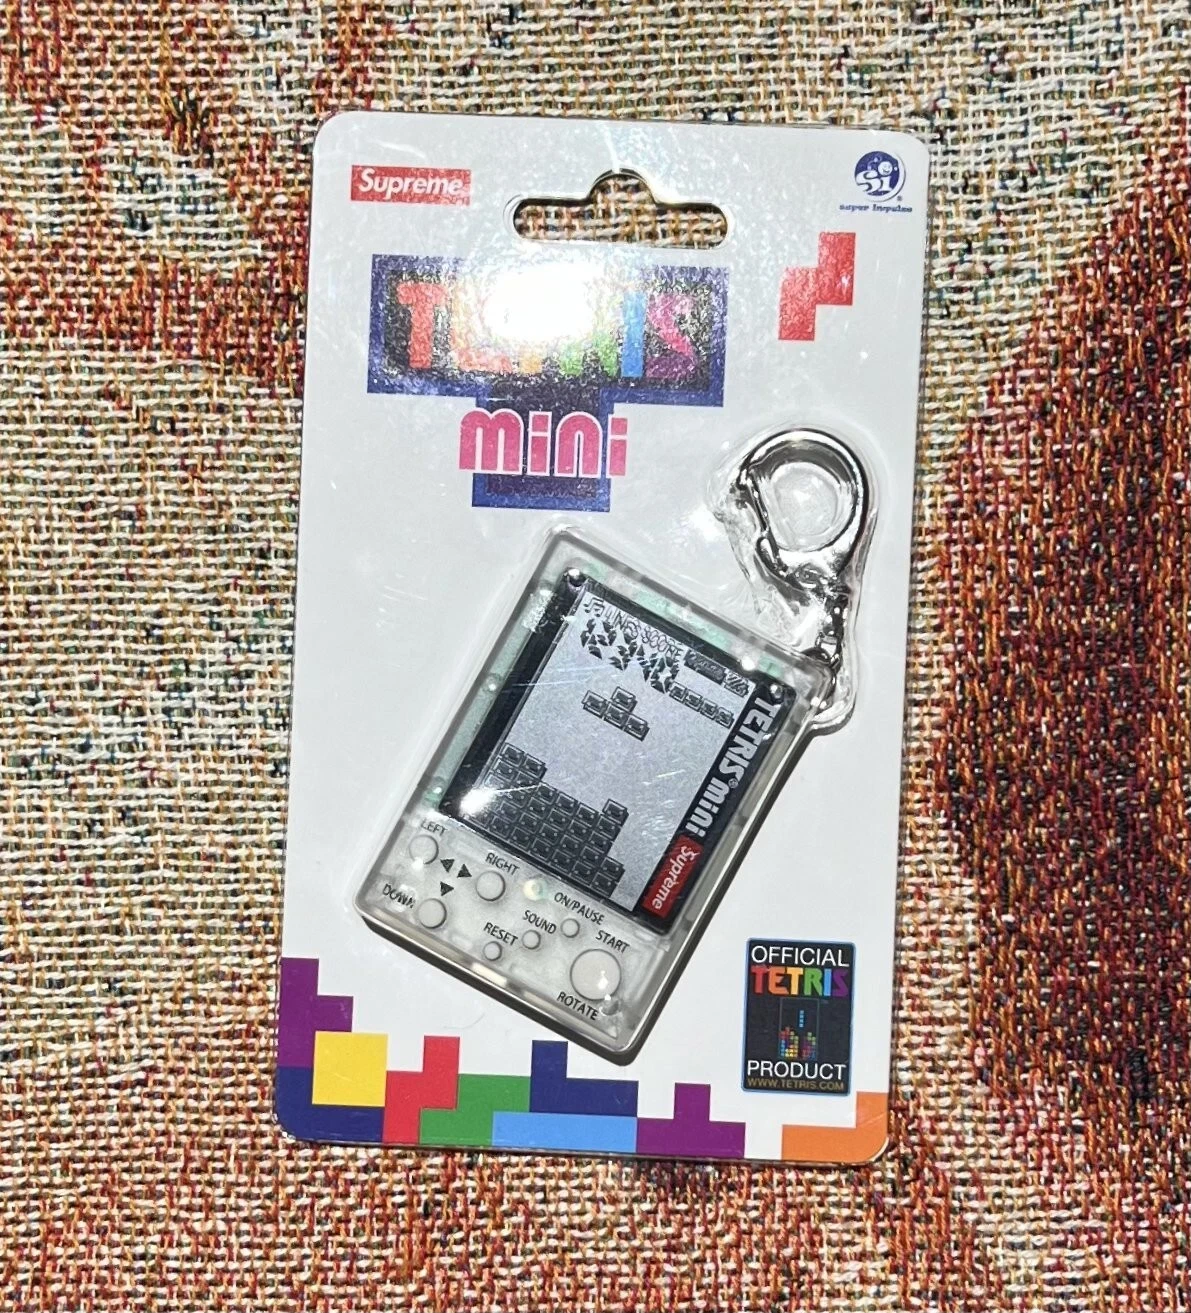 Supreme
super impulse
TETRIS
mini
LINES SCORE
TETRIS® mini
Supreme
LEFT
RIGHT
DOWN
ON/PAUSE
SOUND
START
RESET
ROTATE
OFFICIAL
TETRIS
PRODUCT
WWW.TETRIS.COM